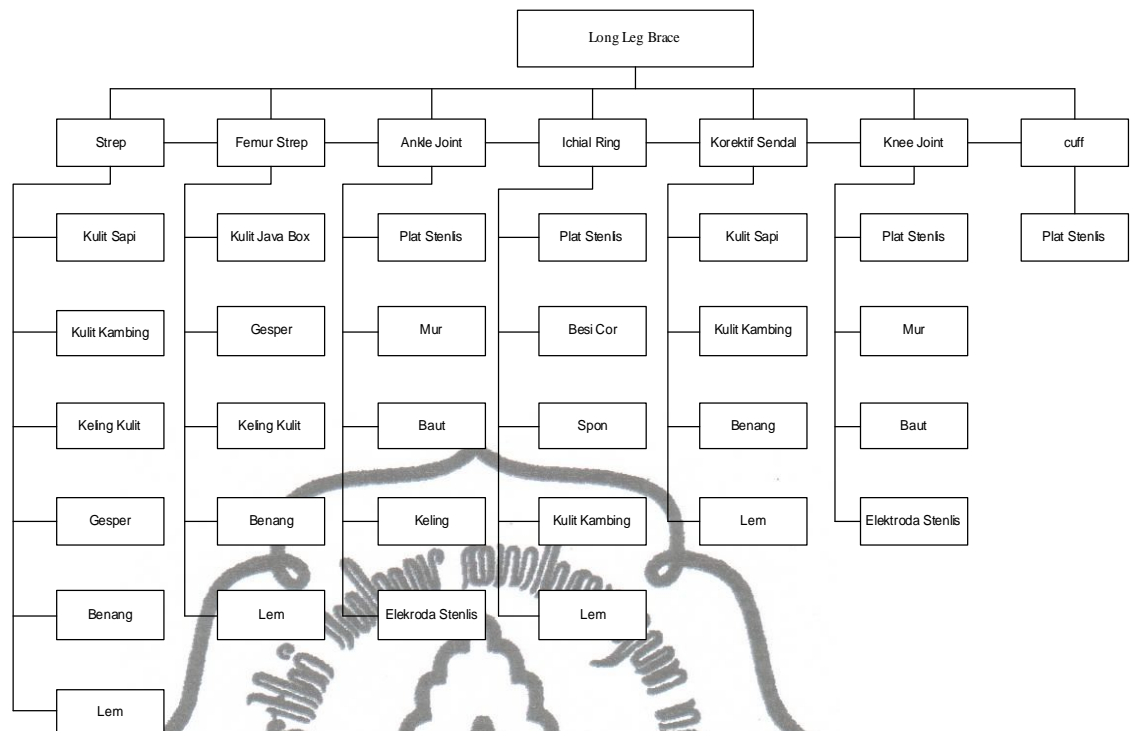 Long Leg Brace
Strep
Femur Strep
Ankle Joint
Ichial Ring
Korektif Sendal
Knee Joint
cuff
Kulit Sapi
Kulit Java Box
Plat Stenlis
Plat Stenlis
Kulit Sapi
Plat Stenlis
Plat Stenlis
Kulit Kambing
Gesper
Mur
Besi Cor
Kulit Kambing
Mur
Keling Kulit
Keling Kulit
Baut
Spon
Benang
Baut
Gesper
Benang
Keling
Kulit Kambing
Lem
Elektroda Stenlis
Benang
Lem
Elekroda Stenlis
Lem
Lem